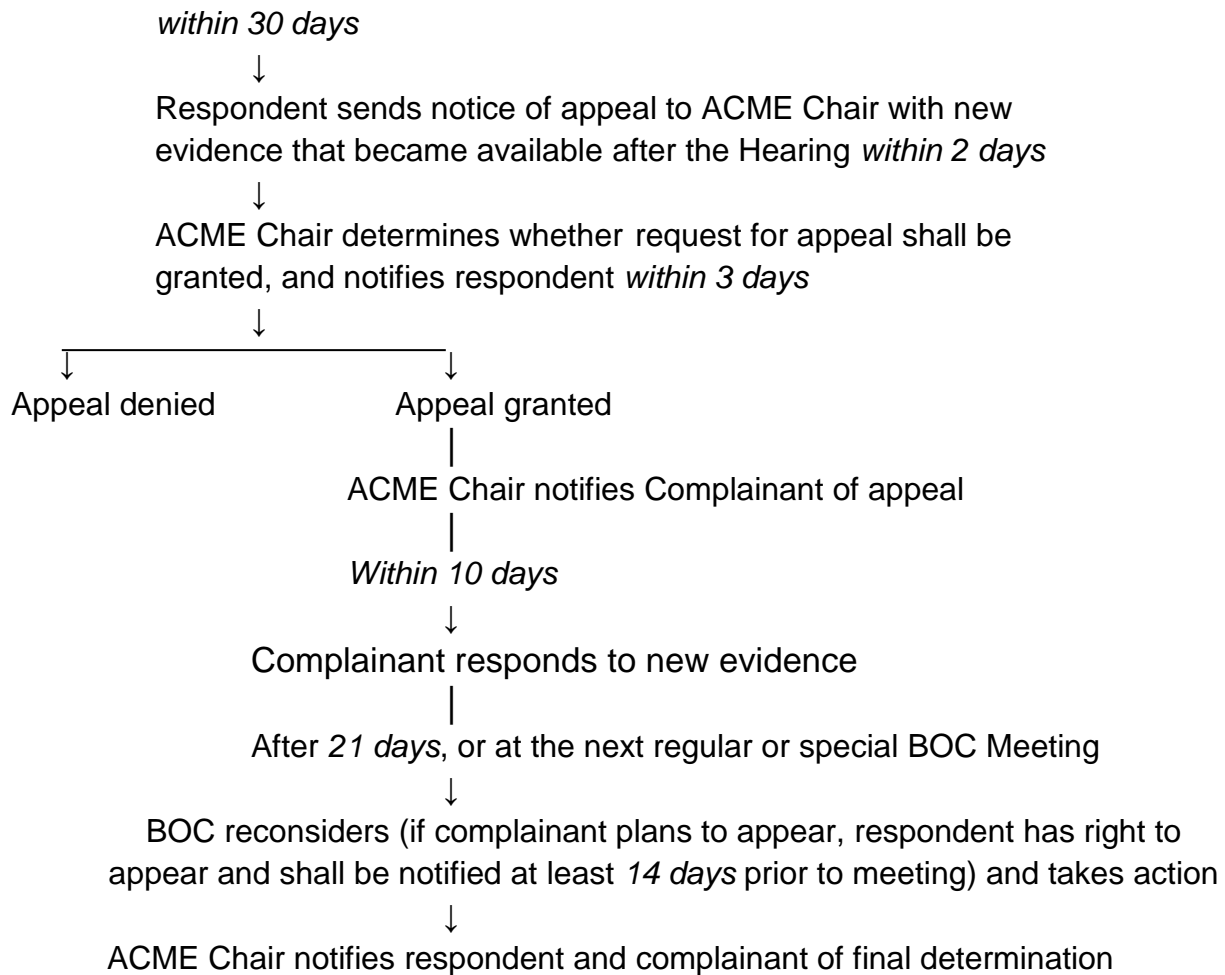 within 30 days
↓
Respondent sends notice of appeal to ACME Chair with new
evidence that became available after the Hearing within 2 days
↓
ACME Chair determines whether request for appeal shall be
granted, and notifies respondent within 3 days
↓
↓ ↓
Appeal denied Appeal granted
ACME Chair notifies Complainant of appeal
Within 10 days
↓
Complainant responds to new evidence
After 21 days, or at the next regular or special BOC Meeting
↓
BOC reconsiders (if complainant plans to appear, respondent has right to
appear and shall be notified at least 14 days prior to meeting) and takes action
↓
ACME Chair notifies respondent and complainant of final determination